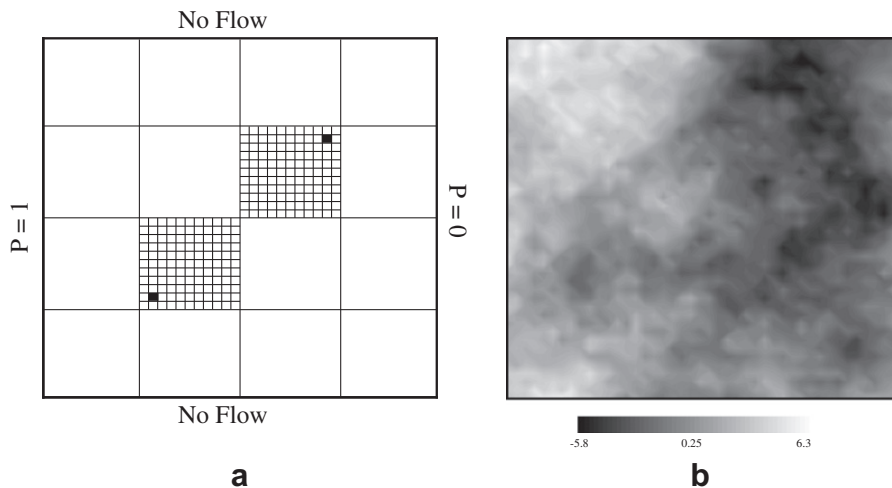 No Flow
P = 1
P = 0
No Flow
-5.8 0.25 6.3
a
b